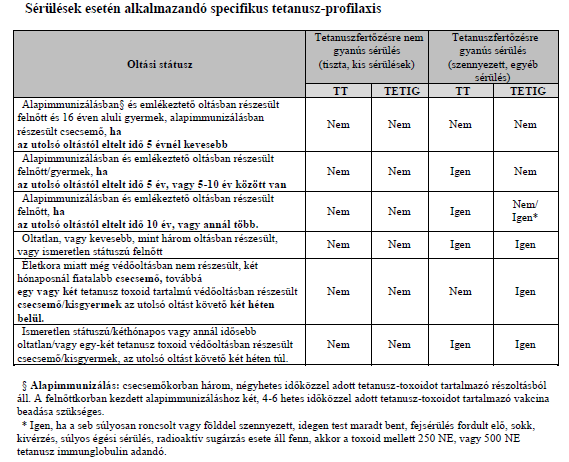 Sérülések esetén alkalmazandó specifikus tetanusz-profilaxis
Oltási státusz
Tetanuszfertőzésre nem
gyanús sérülés
(tiszta, kis sérülések)
Tetanuszfertőzésre
gyanús sérülés
(szennyezett, egyéb
sérülés)
TT TETIG TT TETIG
Alapimmunizálásban§ és emlékeztető oltásban részesült
felnőtt és 16 éven aluli gyermek, alapimmunizálásban
részesült csecsemő, ha
az utolsó oltástól eltelt idő 5 évnél kevesebb
Nem Nem Nem Nem
Alapimmunizálásban és emlékeztető oltásban részesült
felnőtt/gyermek, ha
az utolsó oltástól eltelt idő 5 év, vagy 5-10 év között van
Nem Nem Igen Nem
Alapimmunizálásban és emlékeztető oltásban részesült
felnőtt, ha
az utolsó oltástól eltelt idő 10 év, vagy annál több.
Nem Nem Igen Nem/
Igen*
Oltatlan, vagy kevesebb, mint három oltásban részesült,
vagy ismeretlen státuszú felnőtt
Nem Nem Igen Igen
Életkora miatt még védőoltásban nem részesült, két
hónaposnál fiatalabb csecsemő, továbbá
egy vagy két tetanusz toxoid tartalmú védőoltásban részesült
csecsemő/kisgyermek az utolsó oltást követő két héten
belül.
Nem Nem Nem Igen
Ismeretlen státuszú/kéthónapos vagy annál idősebb
oltatlan/vagy egy-két tetanusz toxoid védőoltásban részesült
csecsemő/kisgyermek, az utolsó oltást követő két héten túl.
Nem Nem Igen Igen
§ Alapimmunizálás: csecsemőkorban három, négyhetes időközzel adott tetanusz-toxoidot tartalmazó részoltásból
áll. A felnőttkorban kezdett alapimmunizáláshoz két, 4-6 hetes időközzel adott tetanusz-toxoidot tartalmazó vakcina
beadása szükséges.
* Igen, ha a seb súlyosan roncsolt vagy földdel szennyezett, idegen test maradt benn, fejsérülés fordult elő, sokk,
kivérzés, súlyos égési sérülés, radioaktív sugárzás esete áll fenn, akkor a toxoid mellett 250 NE, vagy 500 NE
tetanusz immunglobulin adandó.